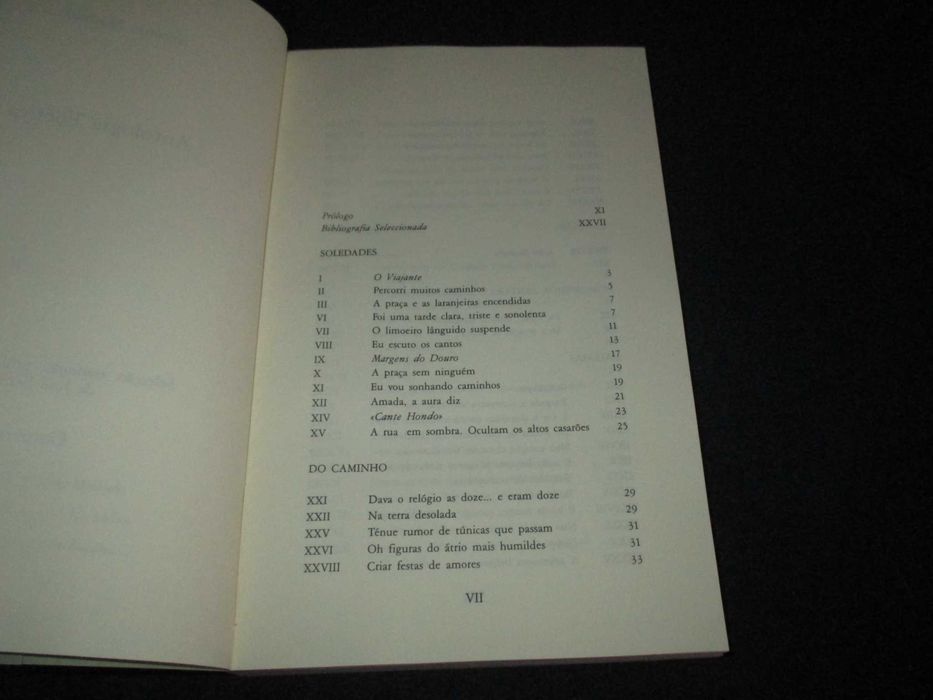 Prólogo XI
Bibliografia Seleccionada XXVII
SOLEDADES
I O Viajante 3
II Percorri muitos caminhos 5
III A praça e as laranjeiras encendidas 7
VI Foi uma tarde clara, triste e sonolenta 7
VII O limoeiro lânguido suspende 11
VIII Eu escuto os cantos 13
IX Margens do Douro 17
X A praça sem ninguém 19
XI Eu vou sonhando caminhos 19
XII Amada, a aura diz 21
XIV «Cante Hondo» 23
XV A rua em sombra. Ocultam os altos casarões 25
DO CAMINHO
XXI Dava o relógio as doze... e eram doze 29
XXII Na terra desolada 29
XXV Ténue rumor de túnicas que passam 31
XXVI Oh figuras do átrio mais humildes 31
XXVIII Criar festas de amores 33
VII